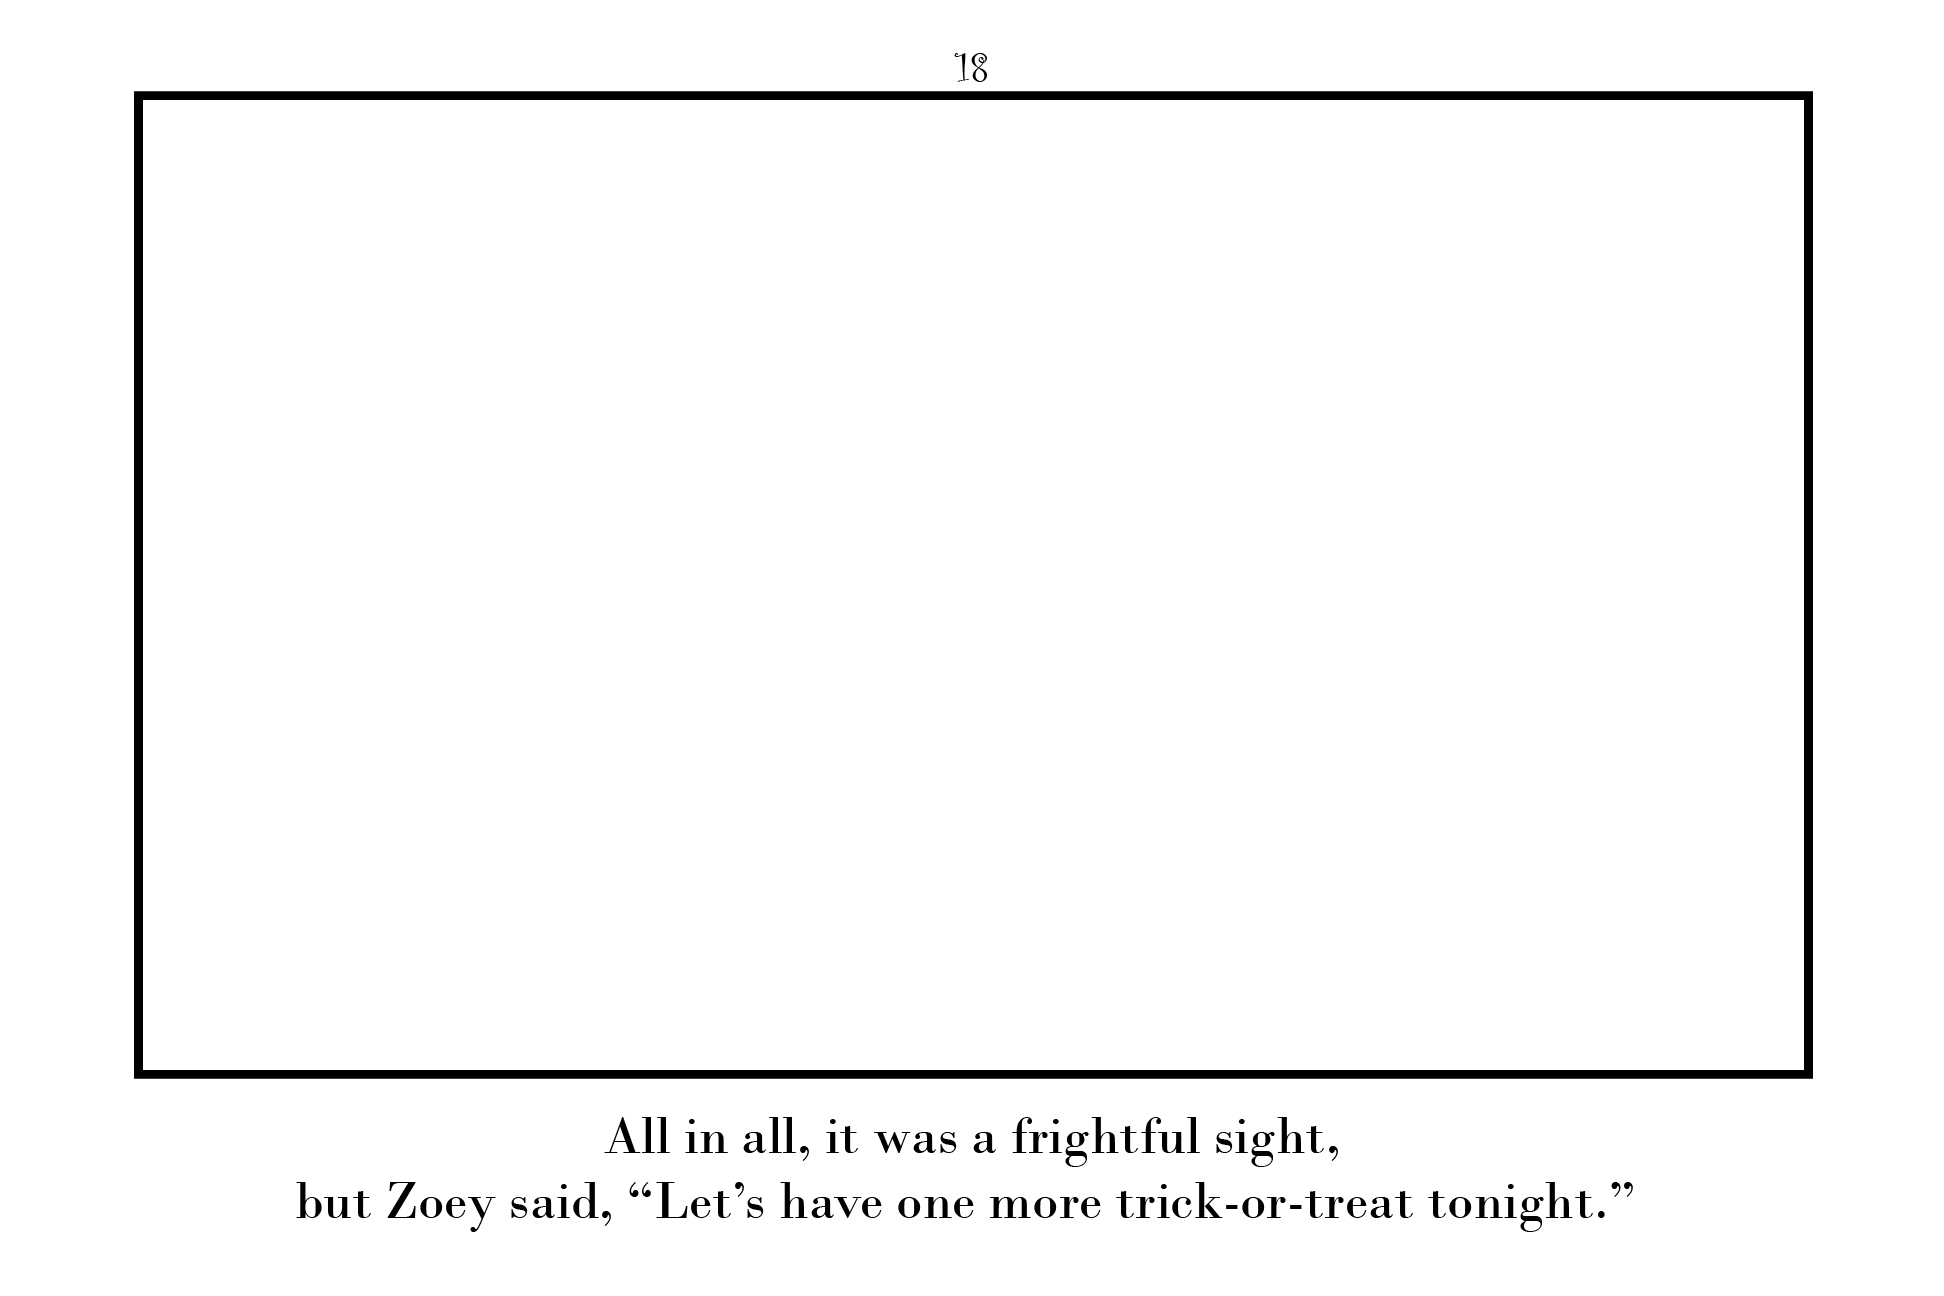 18
All in all, it was a frightful sight,
but Zoey said, “Let’s have one more trick-or-treat tonight.”